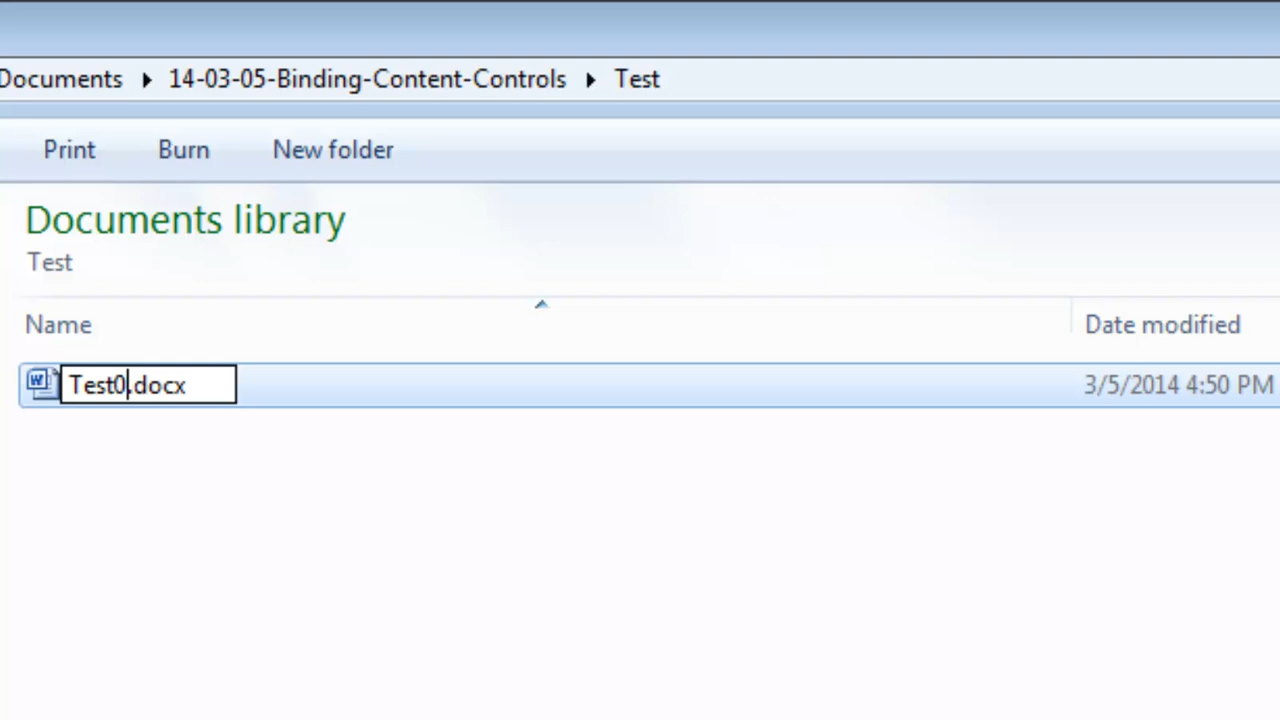 Documents ▸ 14-03-05-Binding-Content-Controls ▸ Test
Print Burn New folder
Documents library
Test
Name Date modified
Test0.docx 3/5/2014 4:50 PM